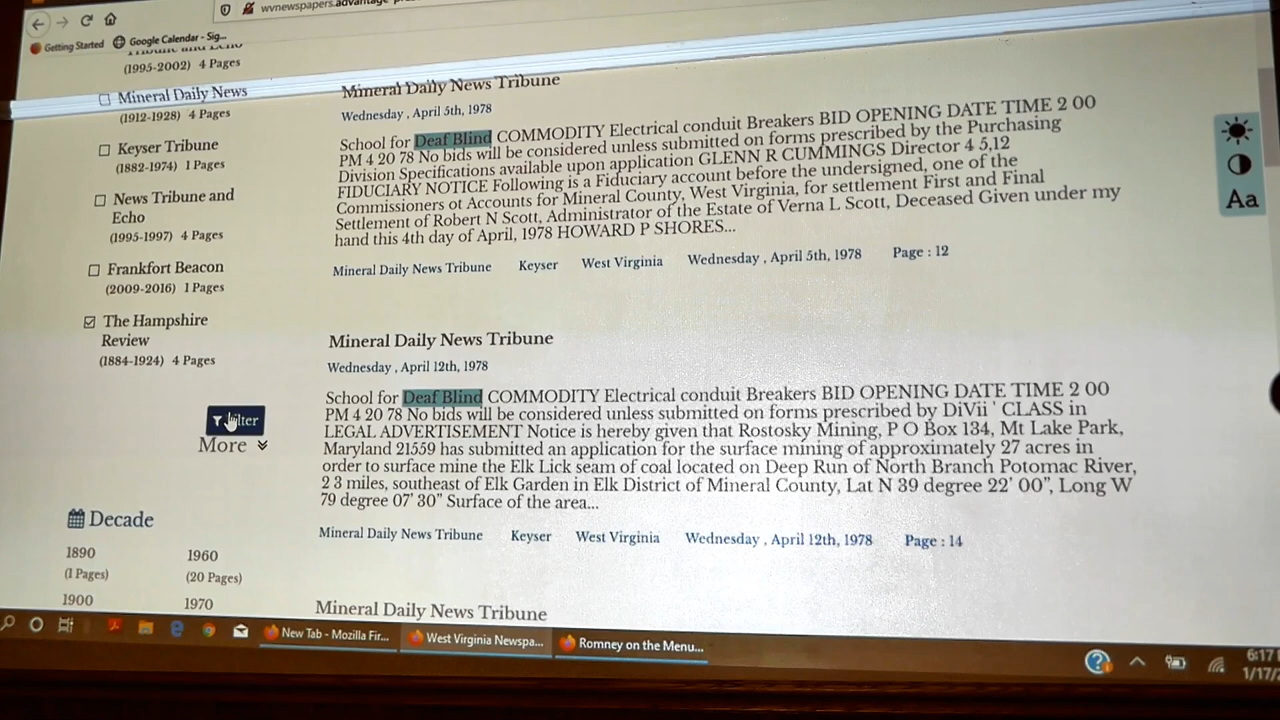 wvnewspapers.advantage-pre
Getting Started
Google Calendar - Sig...
Tribune and Echo
(1995-2002) 4 Pages
Mineral Daily News
(1912-1928) 4 Pages
Keyser Tribune
(1882-1974) 1 Pages
News Tribune and
Echo
(1995-1997) 4 Pages
Frankfort Beacon
(2009-2016) 1 Pages
The Hampshire
Review
(1884-1924) 4 Pages
Filter
More
Decade
1890
1960
(1 Pages)
(20 Pages)
1900
1970
Mineral Daily News Tribune
Wednesday , April 5th, 1978
School for Deaf Blind COMMODITY Electrical conduit Breakers BID OPENING DATE TIME 2 00
PM 4 20 78 No bids will be considered unless submitted on forms prescribed by the Purchasing
Division Specifications available upon application GLENN R CUMMINGS Director 4 5,12
FIDUCIARY NOTICE Following is a Fiduciary account before the undersigned, one of the
Commissioners ot Accounts for Mineral County, West Virginia, for settlement First and Final
Settlement of Robert N Scott, Administrator of the Estate of Verna L Scott, Deceased Given under my
hand this 4th day of April, 1978 HOWARD P SHORES...
Mineral Daily News Tribune Keyser West Virginia Wednesday , April 5th, 1978 Page : 12
Mineral Daily News Tribune
Wednesday , April 12th, 1978
School for Deaf Blind COMMODITY Electrical conduit Breakers BID OPENING DATE TIME 2 00
PM 4 20 78 No bids will be considered unless submitted on forms prescribed by DiVii ' CLASS in
LEGAL ADVERTISEMENT Notice is hereby given that Rostosky Mining, P O Box 134, Mt Lake Park,
Maryland 21559 has submitted an application for the surface mining of approximately 27 acres in
order to surface mine the Elk Lick seam of coal located on Deep Run of North Branch Potomac River,
2 3 miles, southeast of Elk Garden in Elk District of Mineral County, Lat N 39 degree 22' 00", Long W
79 degree 07' 30" Surface of the area...
Mineral Daily News Tribune Keyser West Virginia Wednesday , April 12th, 1978 Page : 14
Mineral Daily News Tribune
Aa
New Tab - Mozilla Fir...
West Virginia Newspa...
Romney on the Menu...
6:17
1/17/2